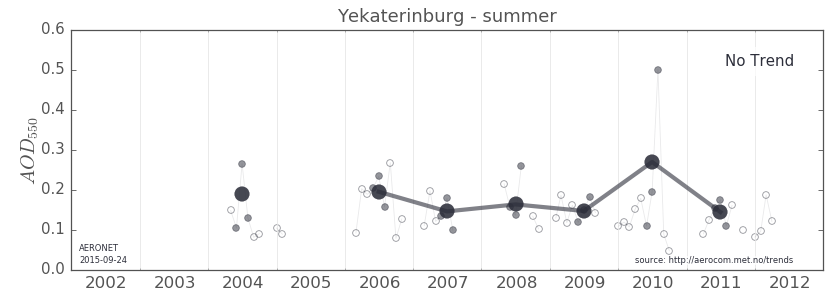 Yekaterinburg - summer
0.6
No Trend
0.5
0.4
0.3
AOD550
0.2
0.1
AERONET
2015-09-24
source: http://aerocom.met.no/trends
0.0
2002 2003 2004 2005 2006 2007 2008 2009 2010 2011 2012